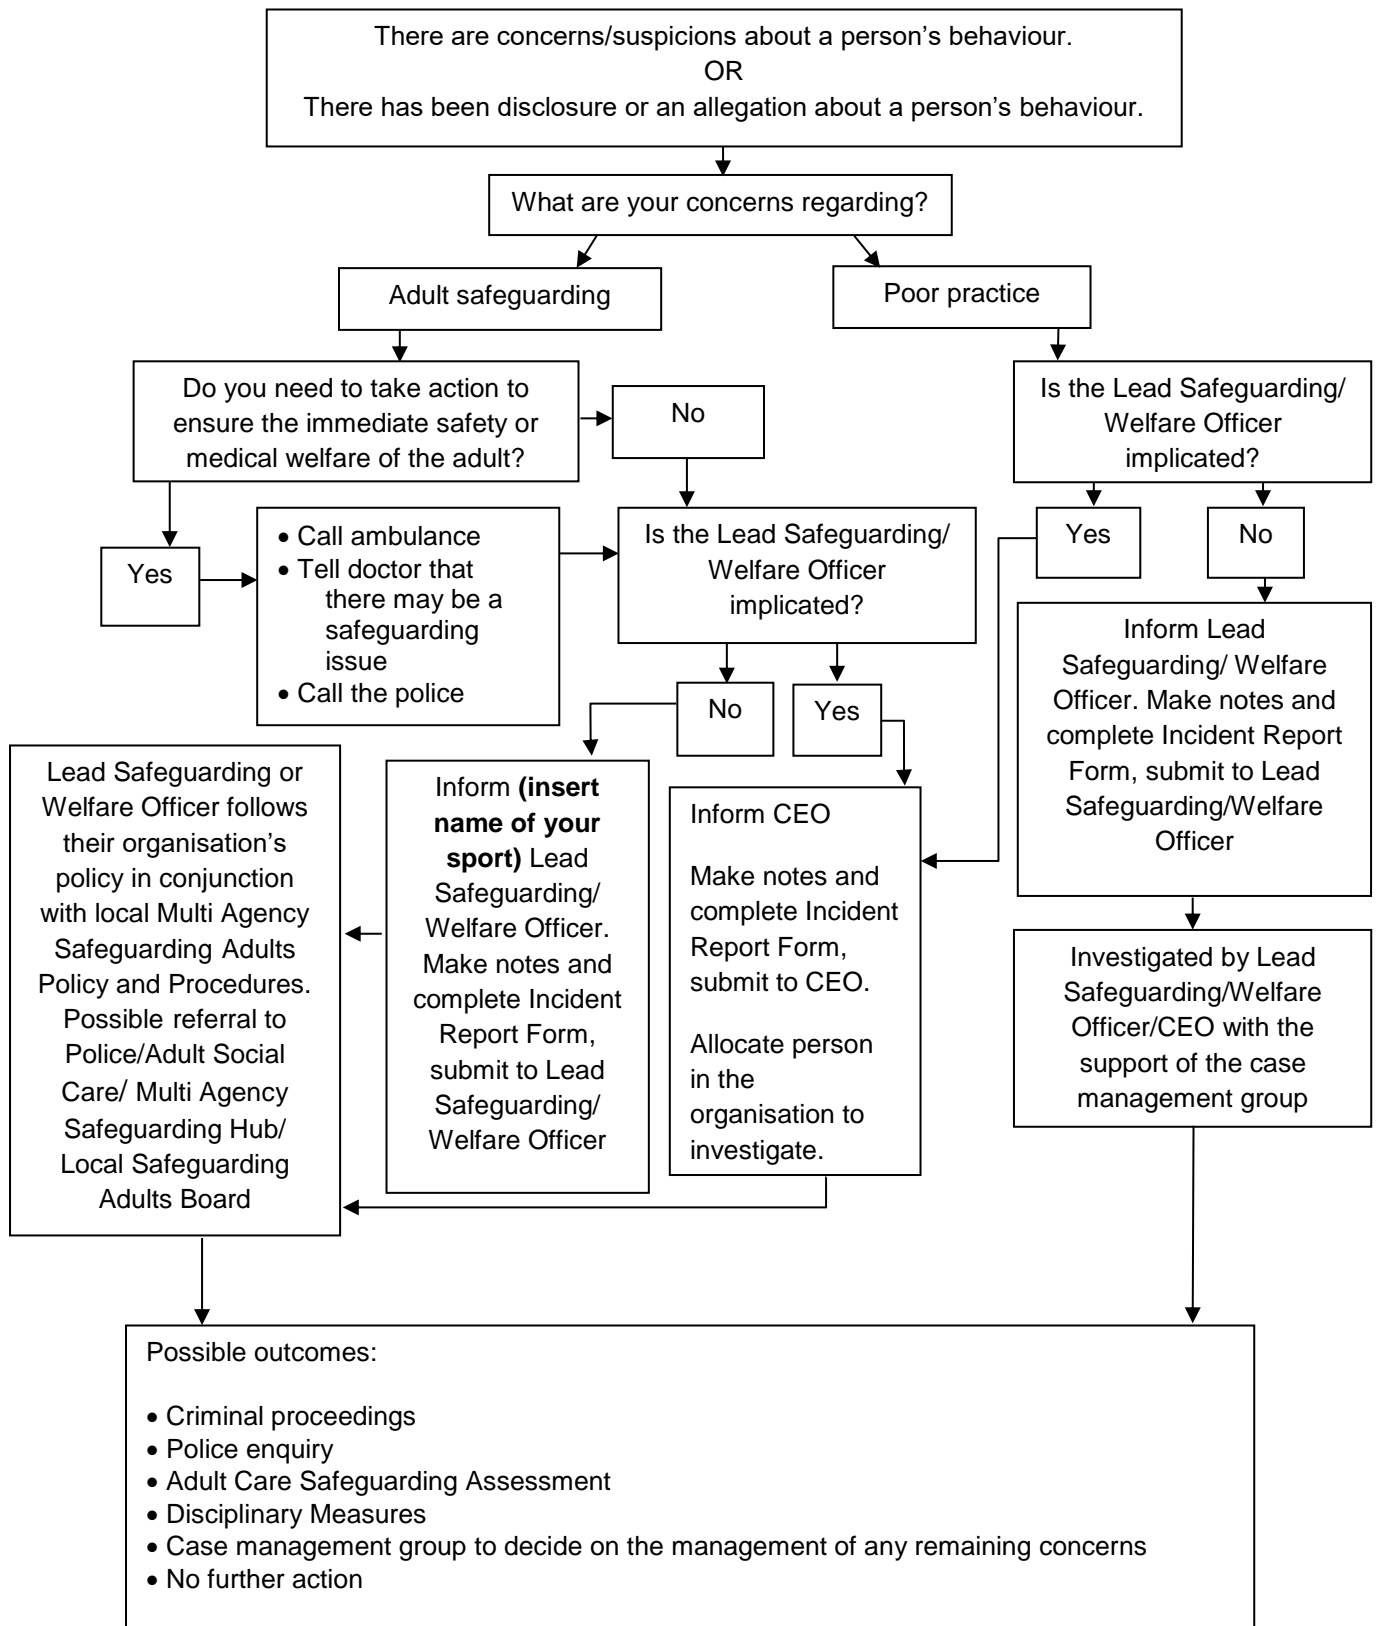 There are concerns/suspicions about a person’s behaviour.
OR
There has been disclosure or an allegation about a person’s behaviour.
What are your concerns regarding?
Adult safeguarding
Poor practice
Do you need to take action to
ensure the immediate safety or
medical welfare of the adult?
No
Is the Lead Safeguarding/
Welfare Officer
implicated?
Yes
• Call ambulance
• Tell doctor that
there may be a
safeguarding
issue
• Call the police
Is the Lead Safeguarding/
Welfare Officer
implicated?
Yes
No
No
Yes
Inform Lead
Safeguarding/ Welfare
Officer. Make notes and
complete Incident Report
Form, submit to Lead
Safeguarding/Welfare
Officer
Lead Safeguarding or
Welfare Officer follows
their organisation’s
policy in conjunction
with local Multi Agency
Safeguarding Adults
Policy and Procedures.
Possible referral to
Police/Adult Social
Care/ Multi Agency
Safeguarding Hub/
Local Safeguarding
Adults Board
Inform (insert
name of your
sport) Lead
Safeguarding/
Welfare Officer.
Make notes and
complete Incident
Report Form,
submit to Lead
Safeguarding/
Welfare Officer
Inform CEO
Make notes and
complete Incident
Report Form,
submit to CEO.
Allocate person
in the
organisation to
investigate.
Investigated by Lead
Safeguarding/Welfare
Officer/CEO with the
support of the case
management group
Possible outcomes:
• Criminal proceedings
• Police enquiry
• Adult Care Safeguarding Assessment
• Disciplinary Measures
• Case management group to decide on the management of any remaining concerns
• No further action